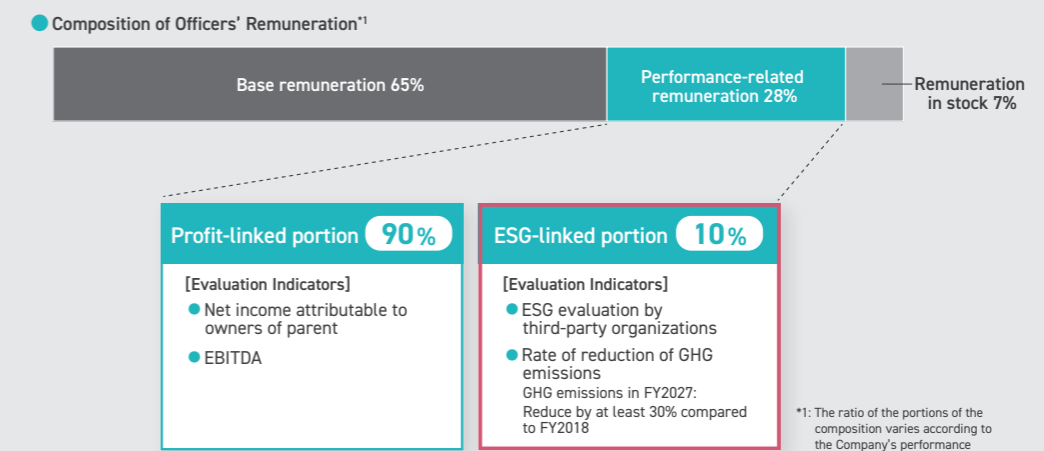 Composition of Officers' Remuneration*1
Base remuneration 65%
Performance-related
remuneration 28%
Remuneration
in stock 7%
Profit-linked portion 90%
[Evaluation Indicators]
Net income attributable to
owners of parent
EBITDA
ESG-linked portion 10%
[Evaluation Indicators]
ESG evaluation by
third-party organizations
Rate of reduction of GHG
emissions
GHG emissions in FY2027:
Reduce by at least 30% compared
to FY2018
*1: The ratio of the portions of the
composition varies according to
the Company's performance